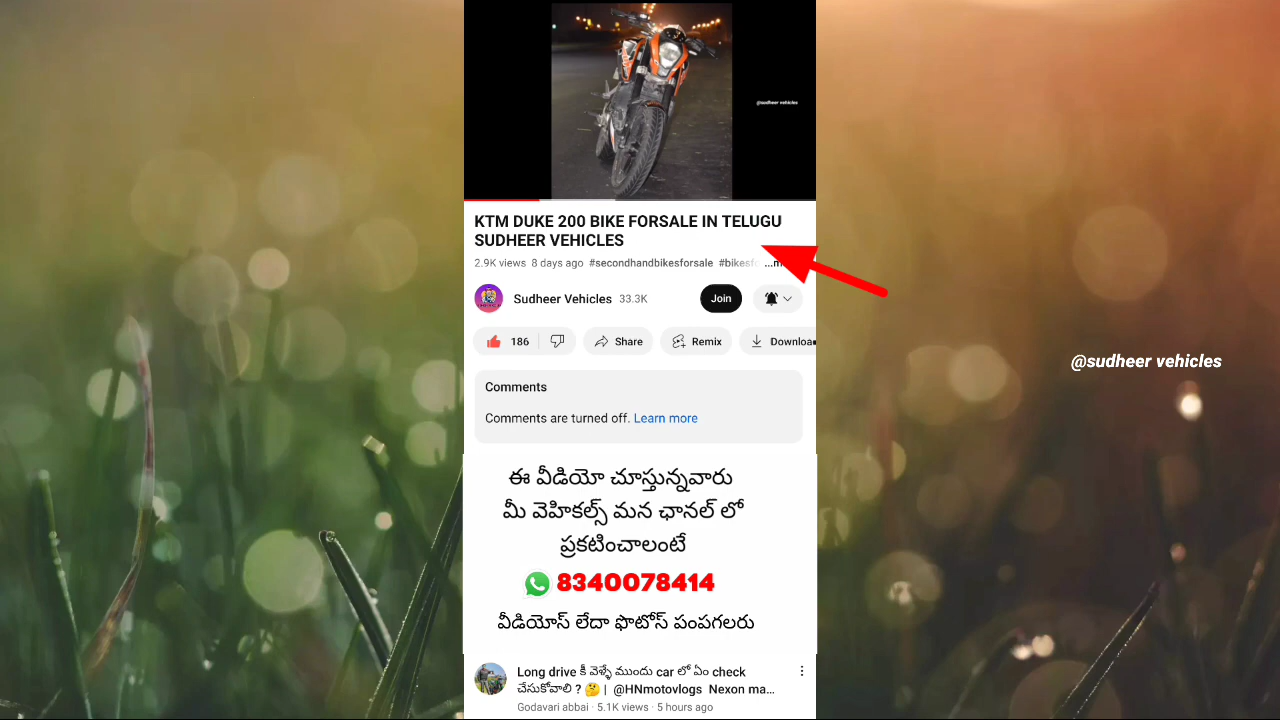 @sudheer vehicles
KTM DUKE 200 BIKE FORSALE IN TELUGU
SUDHEER VEHICLES
2.9K views 8 days ago #secondhandbikesforsale #bikesfo ...m
Sudheer Vehicles 33.3K Join
186 Share Remix Downloa
@sudheer vehicles
Comments
Comments are turned off. Learn more
ఈ వీడియో చూస్తున్నవారు
మీ వెహికల్స్ మన ఛానల్ లో
ప్రకటించాలంటే
8340078414
వీడియోస్ లేదా ఫొటోస్ పంపగలరు
Long drive కీ వెళ్ళే ముందు car లో ఏం check
చేసుకోవాలి ? 🤔 | @HNmotovlogs Nexon ma...
Godavari abbai · 5.1K views · 5 hours ago